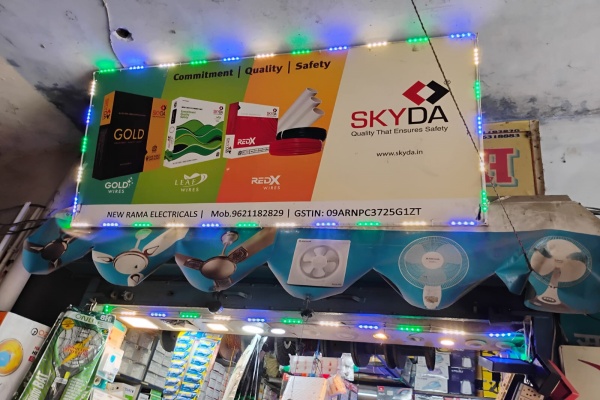 Commitment | Quality | Safety
SKYDA
Quality That Ensures Safety
www.skyda.in
GOLD
REDX
GOLD
WIRES
LEAF
WIRES
REDX
WIRES
NEW RAMA ELECTRICALS | Mob.9621182829 | GSTIN: 09ARNPC3725G1ZT
H